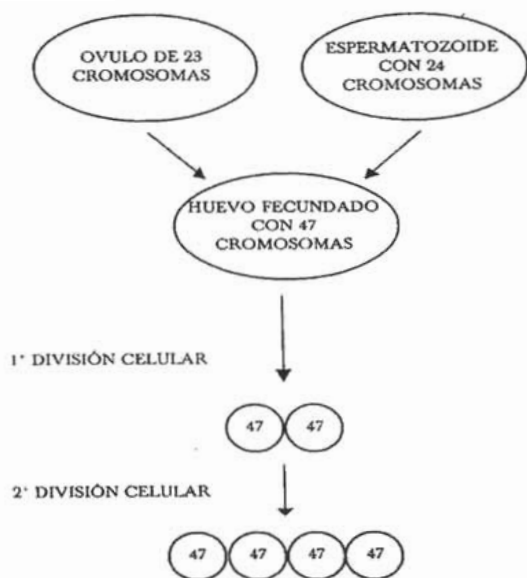 OVULO DE 23
CROMOSOMAS
ESPERMATOZOIDE
CON 24
CROMOSOMAS
HUEVO FECUNDADO
CON 47
CROMOSOMAS
1ª DIVISIÓN CELULAR
47 47
2ª DIVISIÓN CELULAR
47 47 47 47